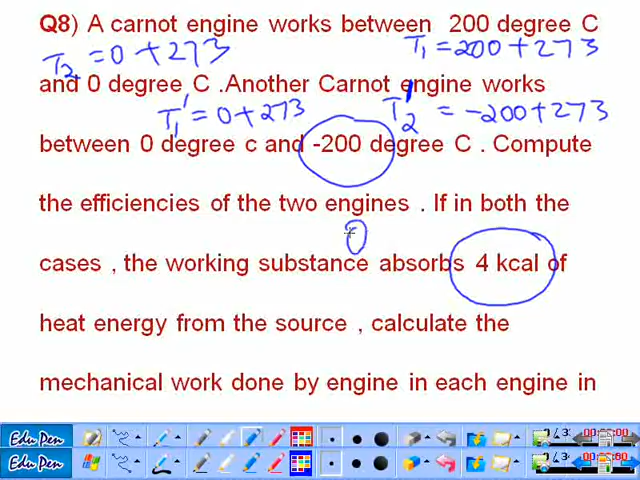 Q8) A carnot engine works between 200 degree C
T2 = 0 + 273
T1 = 200 + 273
and 0 degree C .Another Carnot engine works
T1' = 0 + 273
T2' = -200 + 273
between 0 degree c and -200 degree C . Compute
the efficiencies of the two engines . If in both the
cases , the working substance absorbs 4 kcal of
heat energy from the source , calculate the
mechanical work done by engine in each engine in
Edu Pen
Edu Pen